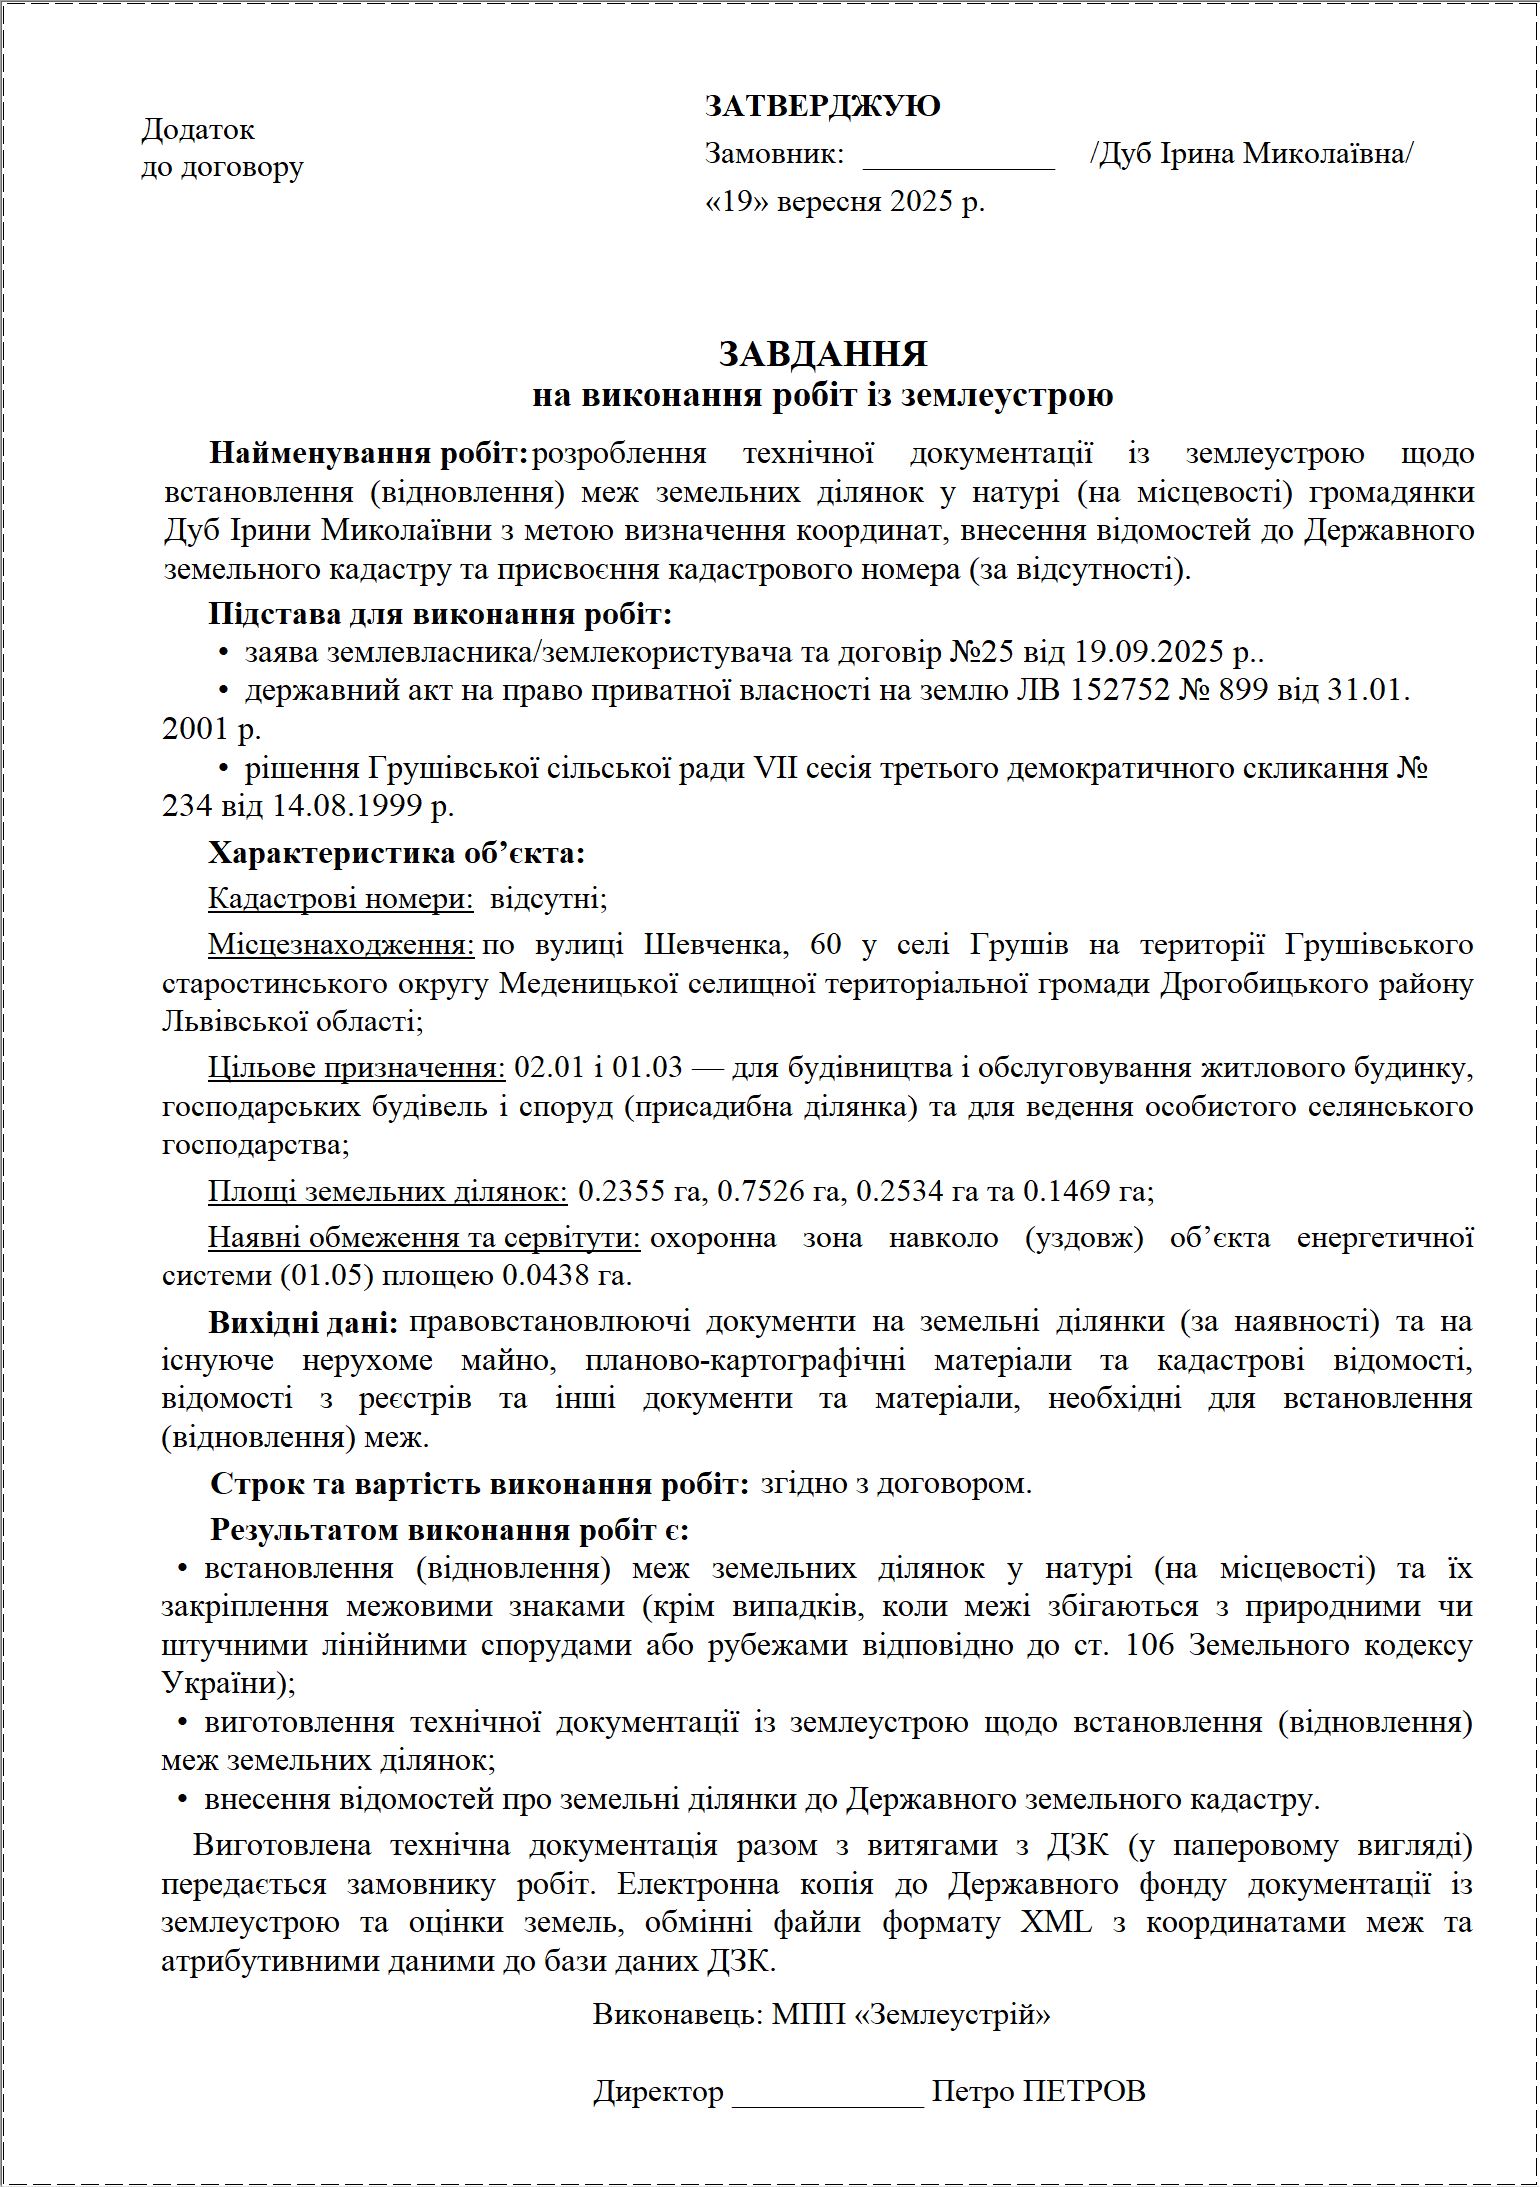 Додаток
до договору
ЗАТВЕРДЖУЮ
Замовник: ____________ /Дуб Ірина Миколаївна/
«19» вересня 2025 р.
ЗАВДАННЯ
на виконання робіт із землеустрою
Найменування робіт: розроблення технічної документації із землеустрою щодо
встановлення (відновлення) меж земельних ділянок у натурі (на місцевості) громадянки
Дуб Ірини Миколаївни з метою визначення координат, внесення відомостей до Державного
земельного кадастру та присвоєння кадастрового номера (за відсутності).
Підстава для виконання робіт:
• заява землевласника/землекористувача та договір №25 від 19.09.2025 р..
• державний акт на право приватної власності на землю ЛВ 152752 № 899 від 31.01.
2001 р.
• рішення Грушівської сільської ради VII сесія третього демократичного скликання №
234 від 14.08.1999 р.
Характеристика об’єкта:
Кадастрові номери: відсутні;
Місцезнаходження: по вулиці Шевченка, 60 у селі Грушів на території Грушівського
старостинського округу Меденицької селищної територіальної громади Дрогобицького району
Львівської області;
Цільове призначення: 02.01 і 01.03 — для будівництва і обслуговування житлового будинку,
господарських будівель і споруд (присадибна ділянка) та для ведення особистого селянського
господарства;
Площі земельних ділянок: 0.2355 га, 0.7526 га, 0.2534 га та 0.1469 га;
Наявні обмеження та сервітути: охоронна зона навколо (уздовж) об’єкта енергетичної
системи (01.05) площею 0.0438 га.
Вихідні дані: правовстановлюючі документи на земельні ділянки (за наявності) та на
існуюче нерухоме майно, планово-картографічні матеріали та кадастрові відомості,
відомості з реєстрів та інші документи та матеріали, необхідні для встановлення
(відновлення) меж.
Строк та вартість виконання робіт: згідно з договором.
Результатом виконання робіт є:
• встановлення (відновлення) меж земельних ділянок у натурі (на місцевості) та їх
закріплення межовими знаками (крім випадків, коли межі збігаються з природними чи
штучними лінійними спорудами або рубежами відповідно до ст. 106 Земельного кодексу
України);
• виготовлення технічної документації із землеустрою щодо встановлення (відновлення)
меж земельних ділянок;
• внесення відомостей про земельні ділянки до Державного земельного кадастру.
Виготовлена технічна документація разом з витягами з ДЗК (у паперовому вигляді)
передається замовнику робіт. Електронна копія до Державного фонду документації із
землеустрою та оцінки земель, обмінні файли формату XML з координатами меж та
атрибутивними даними до бази даних ДЗК.
Виконавець: МПП «Землеустрій»
Директор ____________ Петро ПЕТРОВ